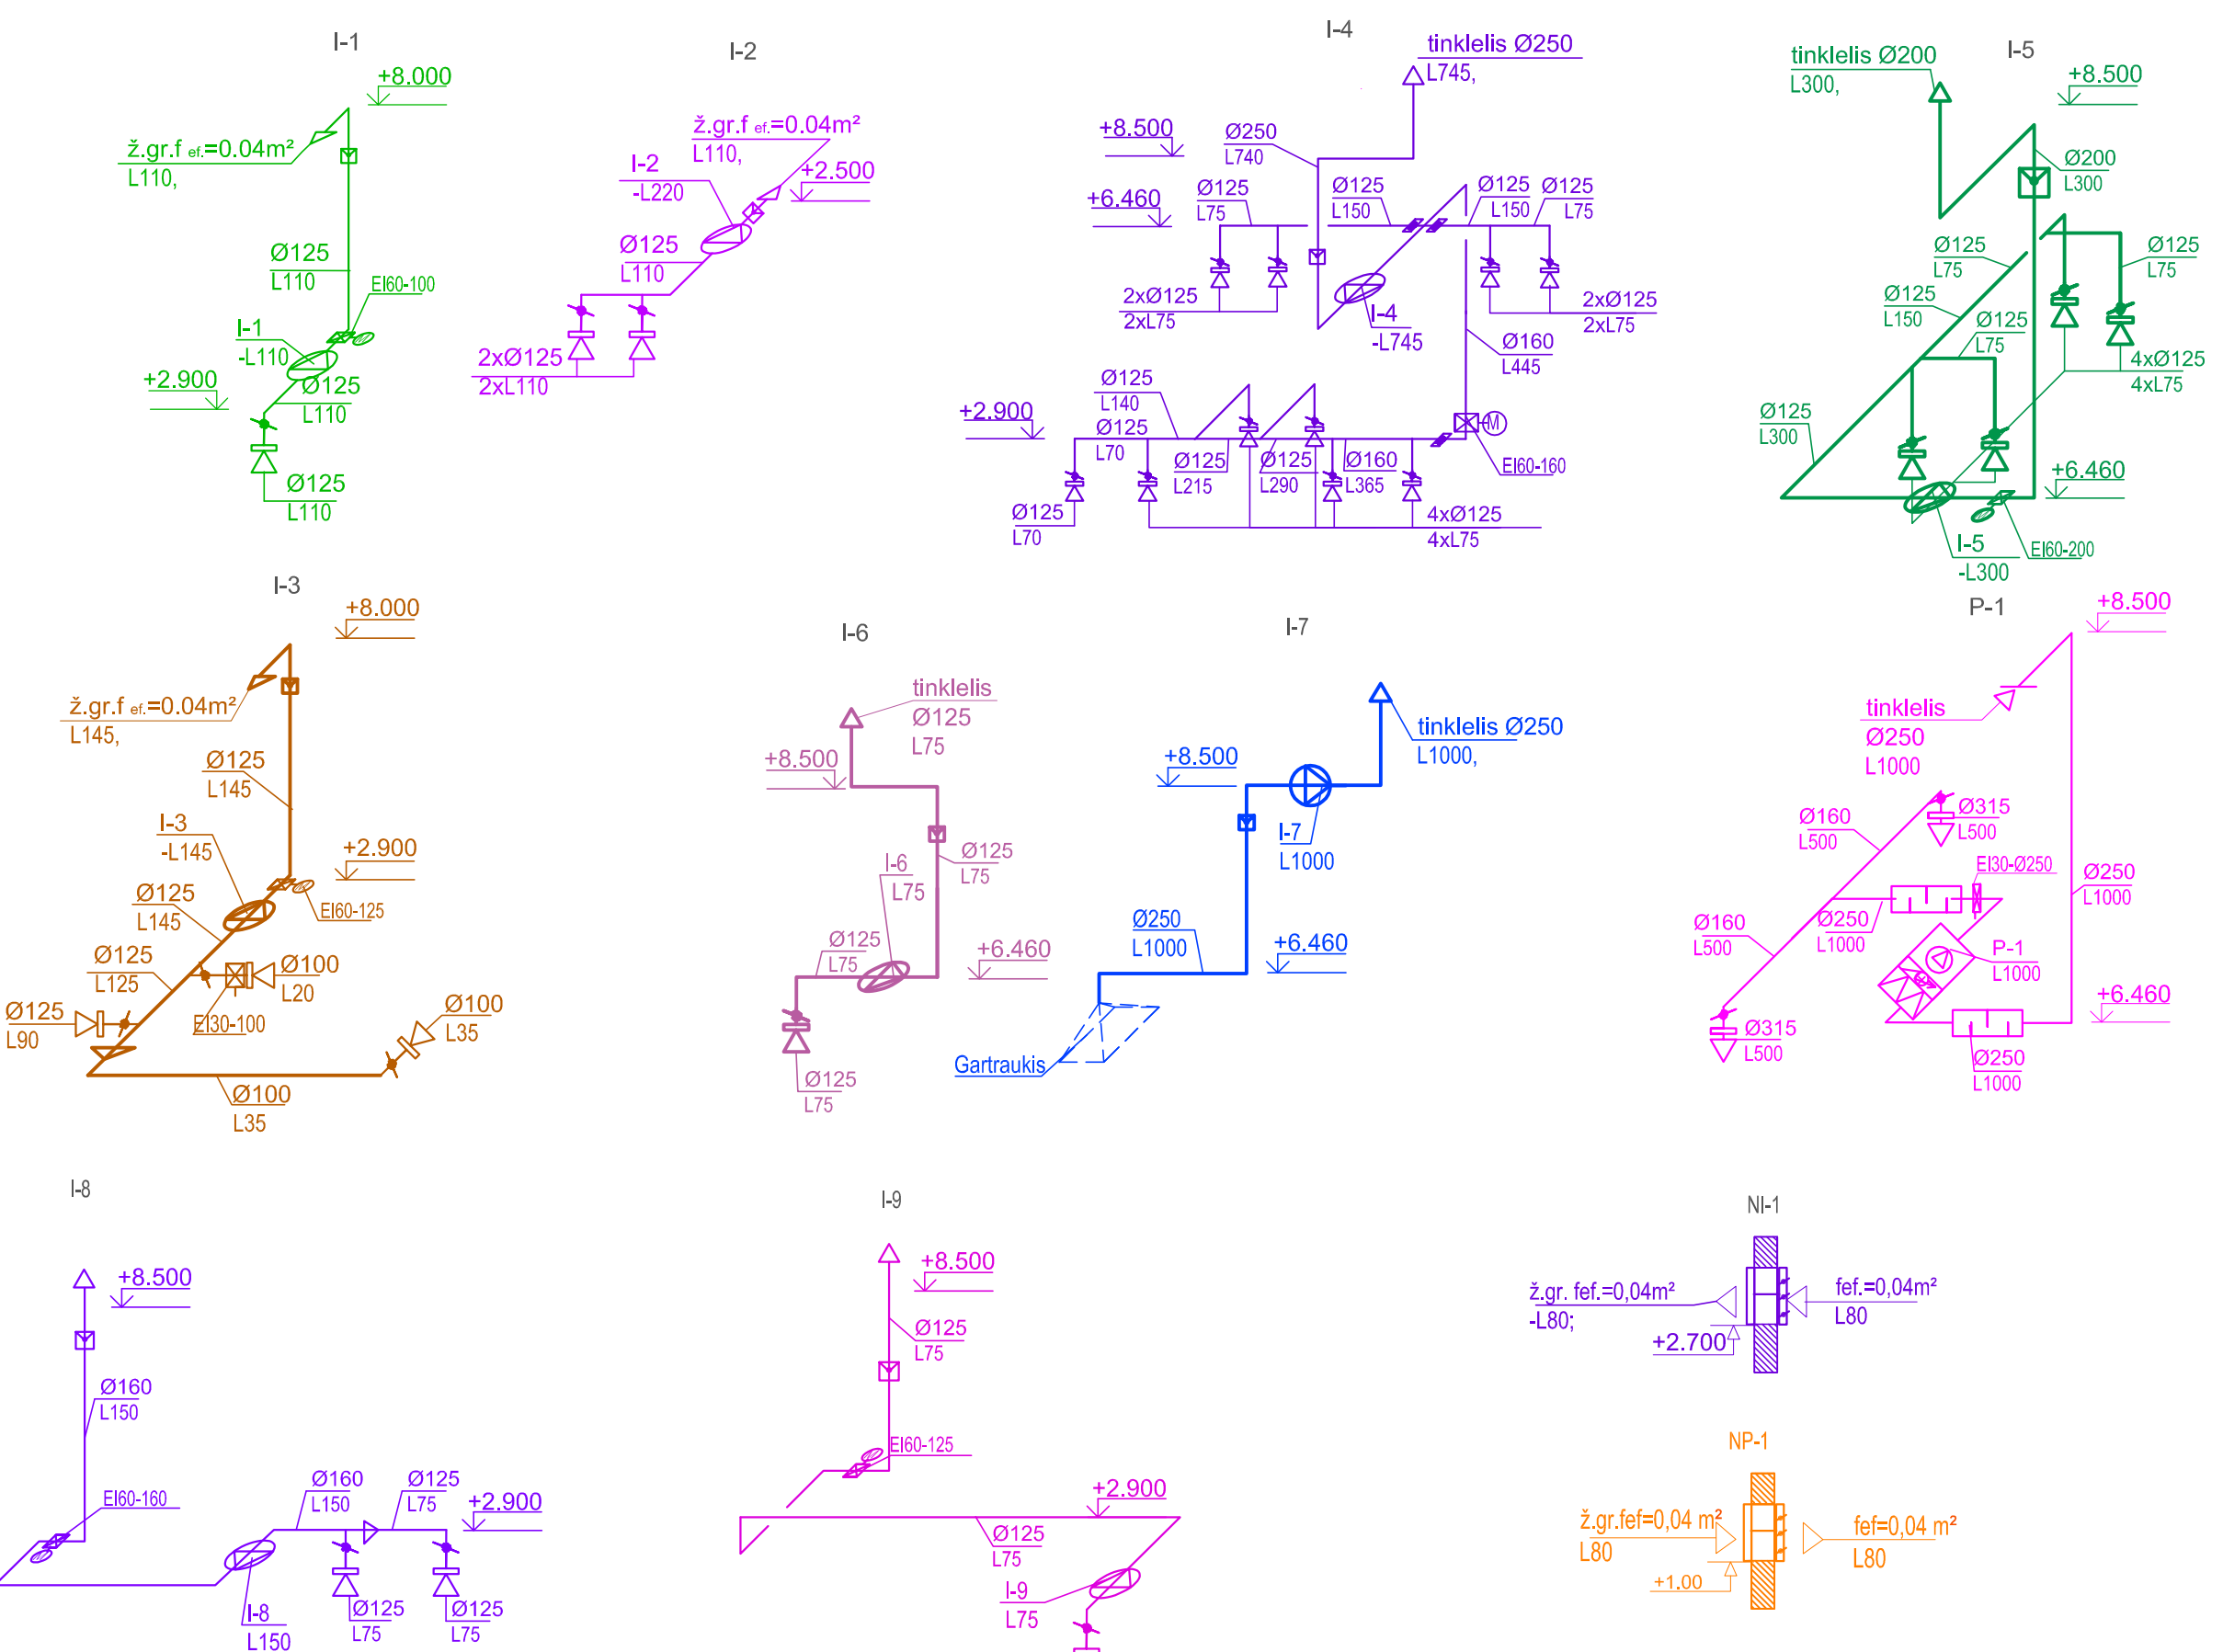 I-1
+8.000
ž.gr.f ef.=0.04m²
L110,
Ø125
L110
EI60-100
I-1
-L110
+2.900
Ø125
L110
Ø125
L110
I-2
ž.gr.f ef.=0.04m²
L110,
I-2
-L220
+2.500
Ø125
L110
2xØ125
2xL110
I-4
tinklelis Ø250
L745,
+8.500
Ø250
L740
+6.460
Ø125
L75
Ø125
L150
Ø125
L150
Ø125
L75
2xØ125
2xL75
I-4
-L745
2xØ125
2xL75
Ø160
L445
Ø125
L140
+2.900
Ø125
L70
Ø125
L215
Ø125
L290
Ø160
L365
M
EI60-160
Ø125
L70
4xØ125
4xL75
I-5
tinklelis Ø200
L300,
+8.500
Ø200
L300
Ø125
L75
Ø125
L75
Ø125
L150
Ø125
L75
4xØ125
4xL75
Ø125
L300
+6.460
I-5
-L300
EI60-200
I-3
+8.000
ž.gr.f ef.=0.04m²
L145,
Ø125
L145
I-3
-L145
+2.900
Ø125
L145
EI60-125
Ø125
L125
Ø100
L20
EI30-100
Ø125
L90
Ø100
L35
Ø100
L35
I-6
tinklelis
Ø125
L75
+8.500
Ø125
L75
I-6
L75
Ø125
L75
+6.460
Ø125
L75
I-7
tinklelis Ø250
L1000,
+8.500
I-7
L1000
Ø250
L1000
+6.460
Gartraukis
P-1
+8.500
tinklelis
Ø250
L1000
Ø315
L500
Ø160
L500
EI30-Ø250
Ø250
L1000
Ø160
L500
Ø250
L1000
P-1
L1000
+6.460
Ø315
L500
Ø250
L1000
I-8
+8.500
Ø160
L150
EI60-160
Ø160
L150
Ø125
L75
+2.900
I-8
L150
Ø125
L75
Ø125
L75
I-9
+8.500
Ø125
L75
EI60-125
+2.900
Ø125
L75
I-9
L75
NI-1
ž.gr. fef.=0,04m²
-L80;
fef.=0,04m²
L80
+2.700
NP-1
ž.gr.fef=0,04 m²
L80
fef=0,04 m²
L80
+1.00